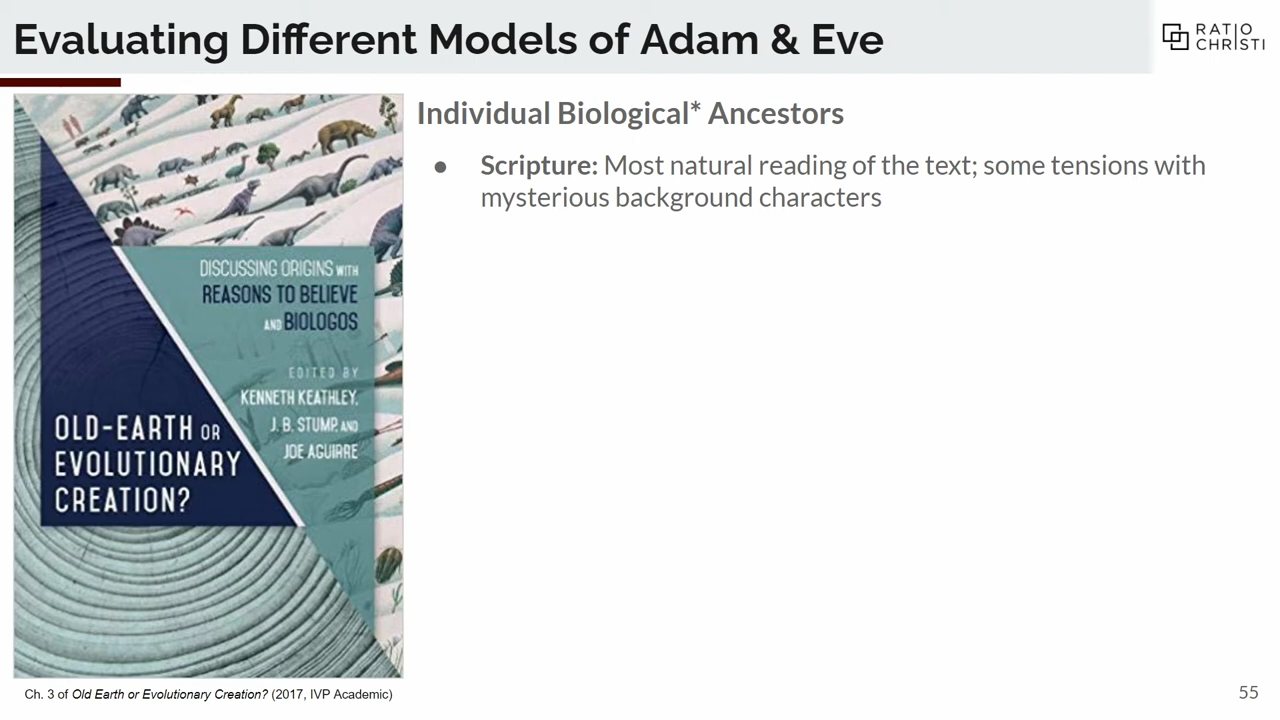 Evaluating Different Models of Adam & Eve
RATIO
CHRISTI
Individual Biological* Ancestors
● Scripture: Most natural reading of the text; some tensions with
mysterious background characters
DISCUSSING ORIGINS WITH
REASONS TO BELIEVE
AND BIOLOGOS
EDITED BY
KENNETH KEATHLEY,
J. B. STUMP, AND
JOE AGUIRRE
OLD-EARTH OR
EVOLUTIONARY
CREATION?
Ch. 3 of Old Earth or Evolutionary Creation? (2017, IVP Academic)
55